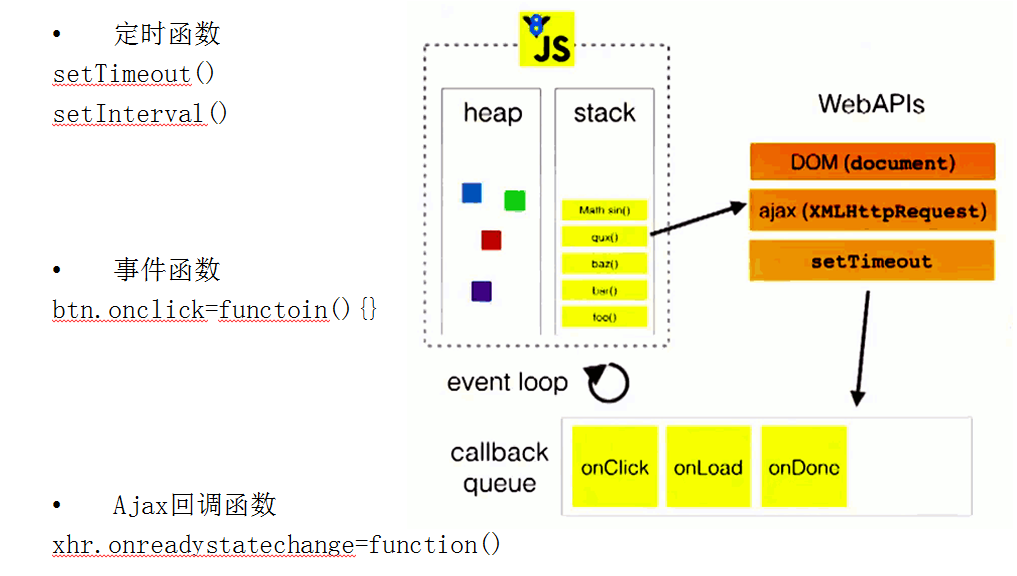 • 定时函数
setTimeout()
setInterval()
• 事件函数
btn.onclick=functoin(){}
• Ajax回调函数
xhr.onreadystatechange=function()
JS
heap
stack
Math sin()
qux()
baz()
bar()
foo()
WebAPIs
DOM (document)
ajax (XMLHttpRequest)
setTimeout
event loop
callback
queue
onClick
onLoad
onDone